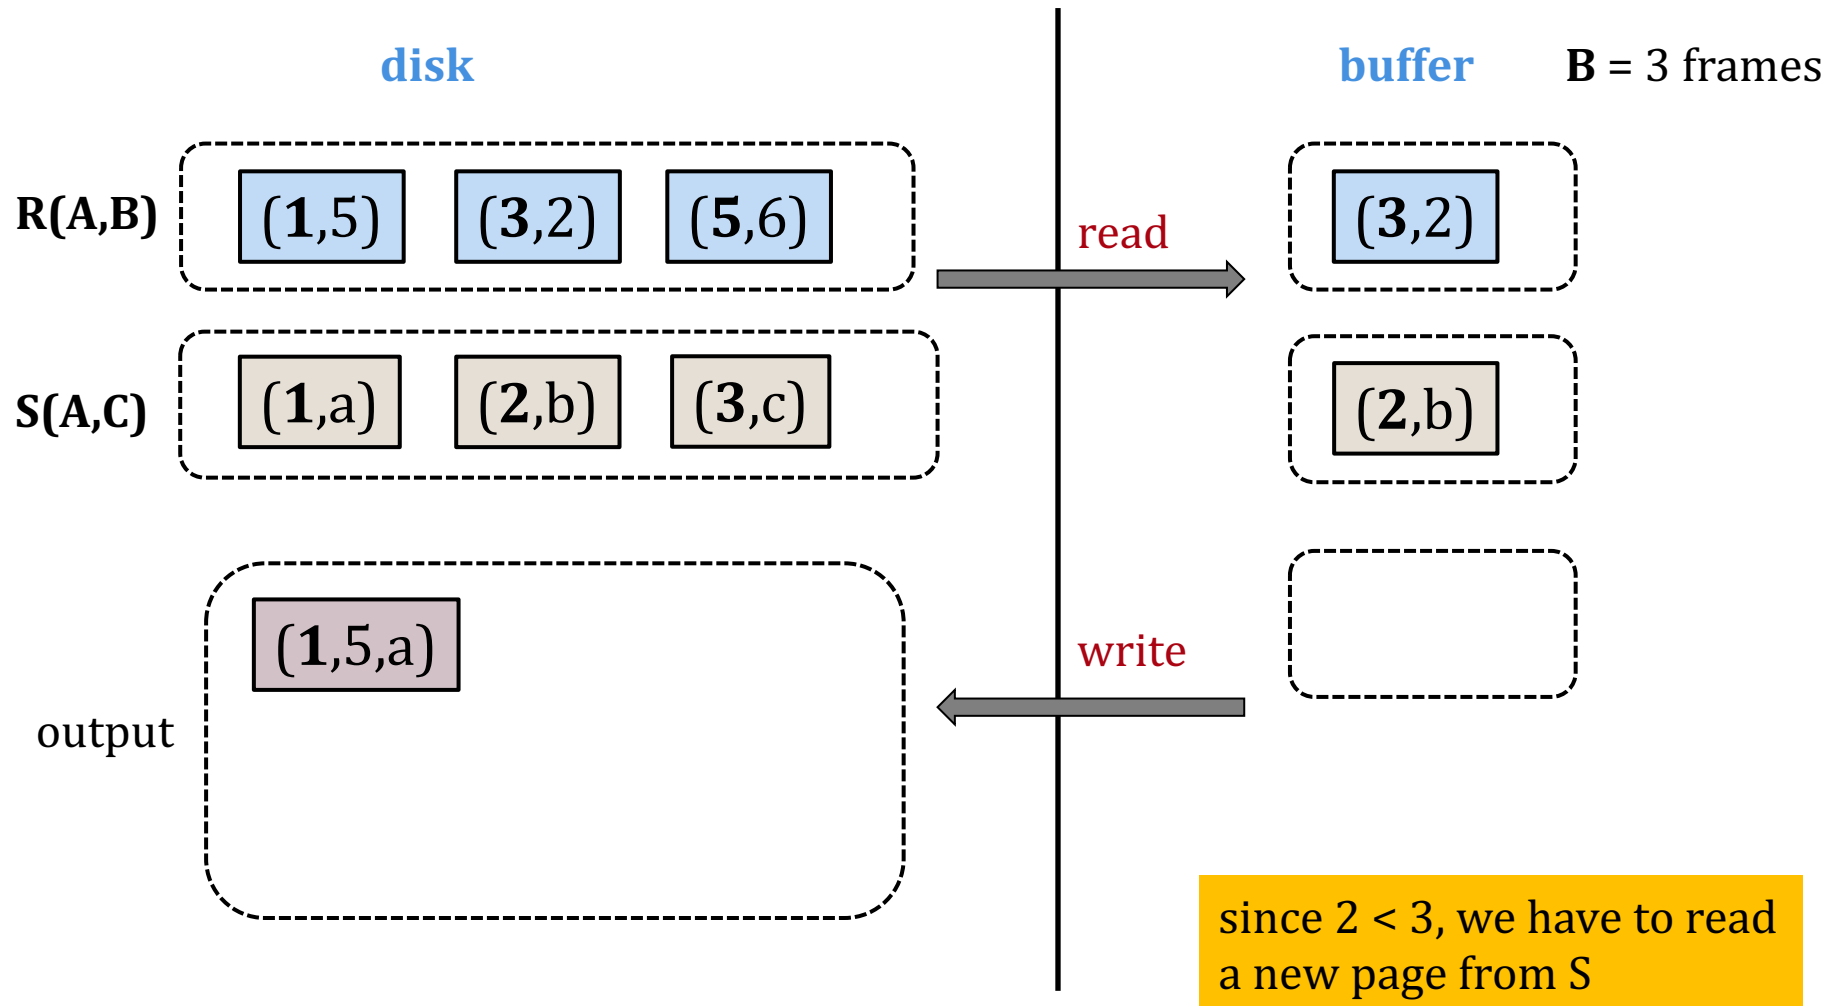 disk
buffer
B = 3 frames
R(A,B)
(1,5)
(3,2)
(5,6)
read
(3,2)
S(A,C)
(1,a)
(2,b)
(3,c)
(2,b)
output
(1,5,a)
write
since 2 < 3, we have to read
a new page from S